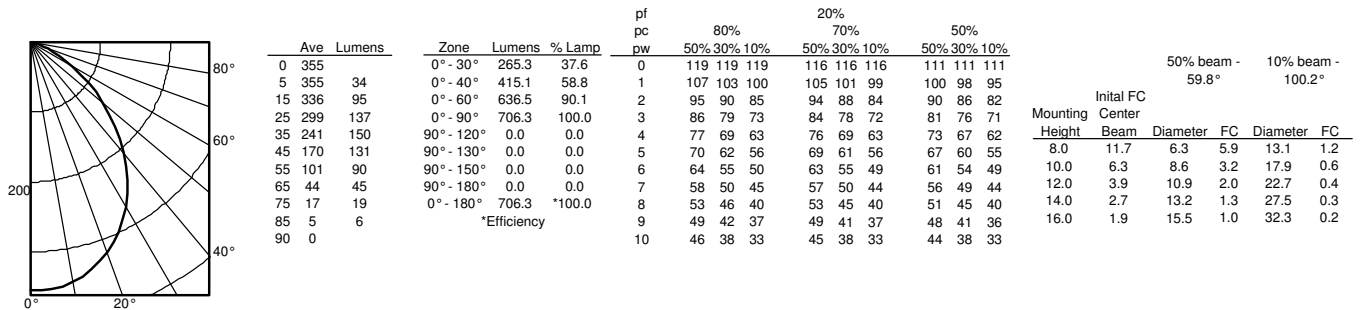 80°
60°
200
40°
0° 20°
Ave Lumens
0 355
5 355 34
15 336 95
25 299 137
35 241 150
45 170 131
55 101 90
65 44 45
75 17 19
85 5 6
90 0
Zone Lumens % Lamp
0° - 30° 265.3 37.6
0° - 40° 415.1 58.8
0° - 60° 636.5 90.1
0° - 90° 706.3 100.0
90° - 120° 0.0 0.0
90° - 130° 0.0 0.0
90° - 150° 0.0 0.0
90° - 180° 0.0 0.0
0° - 180° 706.3 *100.0
*Efficiency
pf 20%
pc 80% 70% 50%
pw 50% 30% 10% 50% 30% 10% 50% 30% 10%
0 119 119 119 116 116 116 111 111 111
1 107 103 100 105 101 99 100 98 95
2 95 90 85 94 88 84 90 86 82
3 86 79 73 84 78 72 81 76 71
4 77 69 63 76 69 63 73 67 62
5 70 62 56 69 61 56 67 60 55
6 64 55 50 63 55 49 61 54 49
7 58 50 45 57 50 44 56 49 44
8 53 46 40 53 45 40 51 45 40
9 49 42 37 49 41 37 48 41 36
10 46 38 33 45 38 33 44 38 33
50% beam - 10% beam -
59.8° 100.2°
Inital FC
Mounting Center
Height Beam Diameter FC Diameter FC
8.0 11.7 6.3 5.9 13.1 1.2
10.0 6.3 8.6 3.2 17.9 0.6
12.0 3.9 10.9 2.0 22.7 0.4
14.0 2.7 13.2 1.3 27.5 0.3
16.0 1.9 15.5 1.0 32.3 0.2